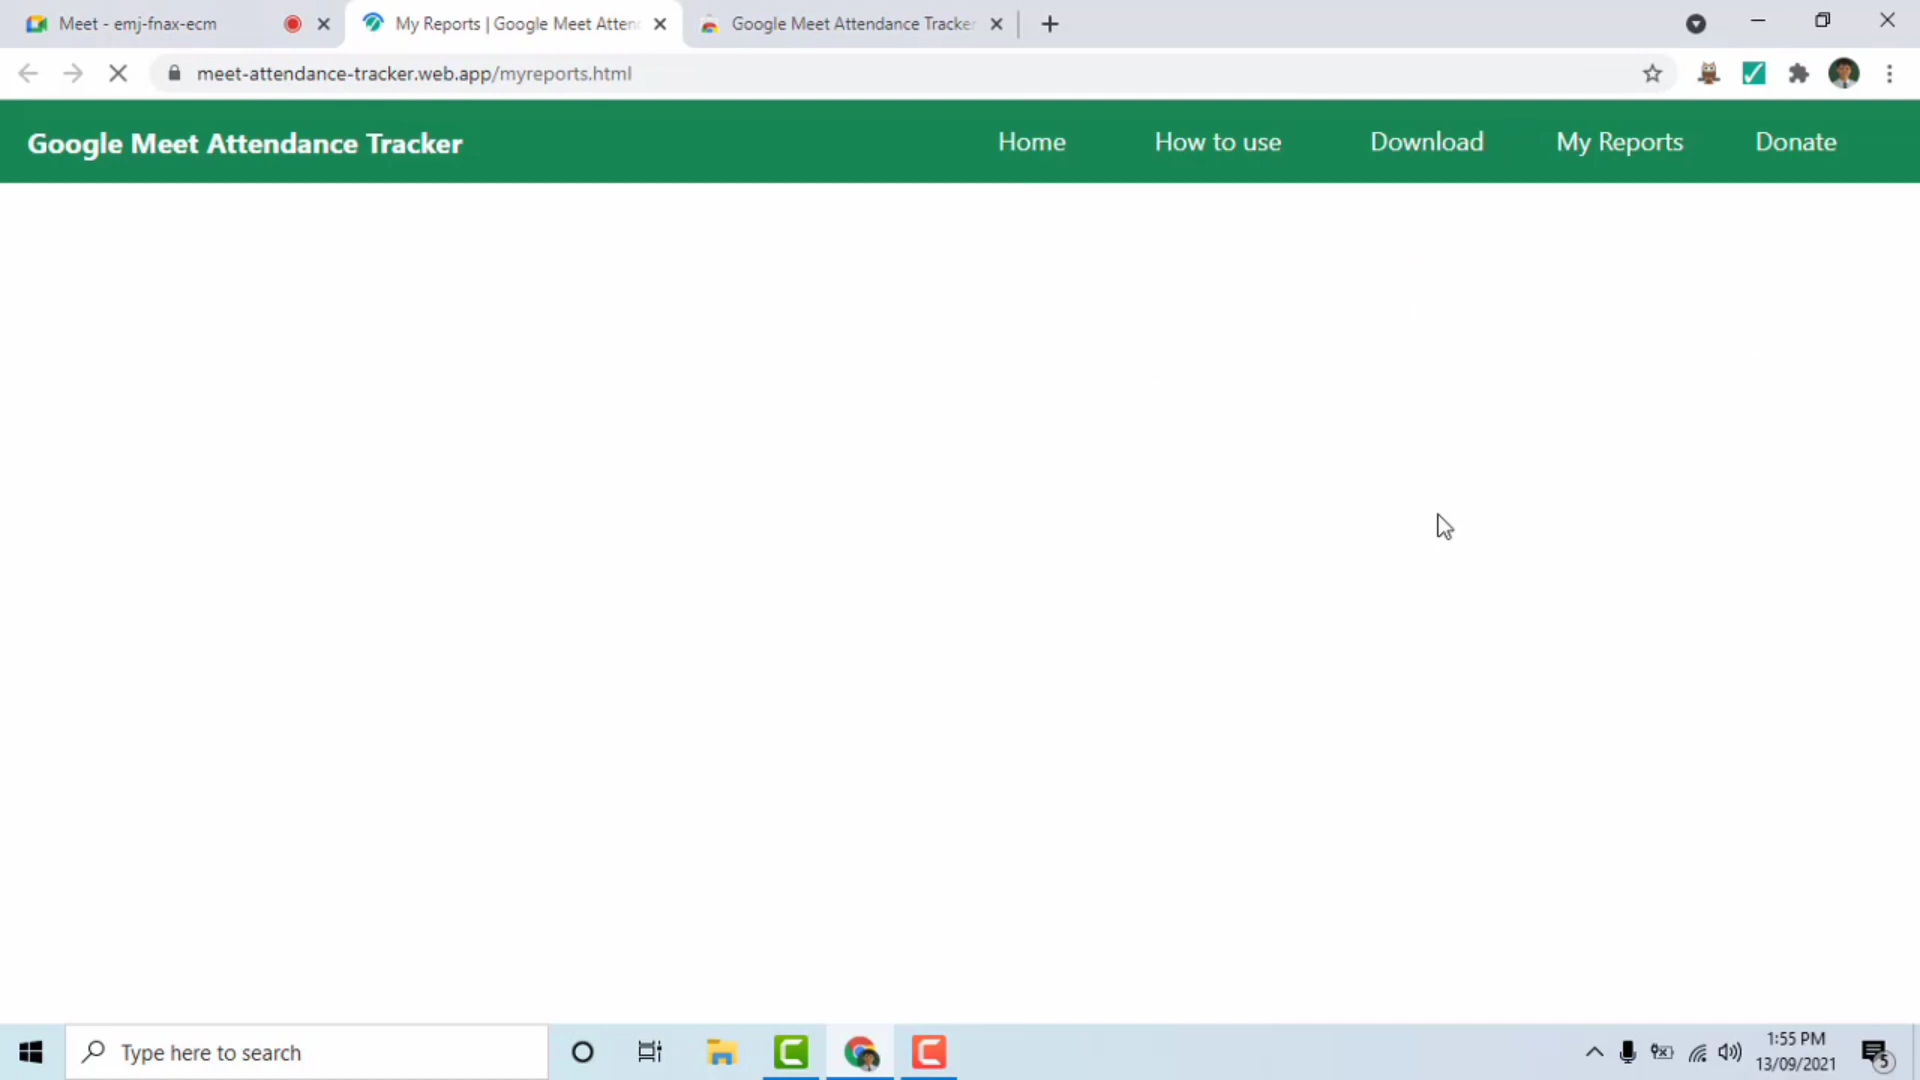 Meet - emj-fnax-ecm
My Reports | Google Meet Atten
Google Meet Attendance Tracker
meet-attendance-tracker.web.app/myreports.html
Google Meet Attendance Tracker
Home
How to use
Download
My Reports
Donate
Type here to search
1:55 PM
13/09/2021
5